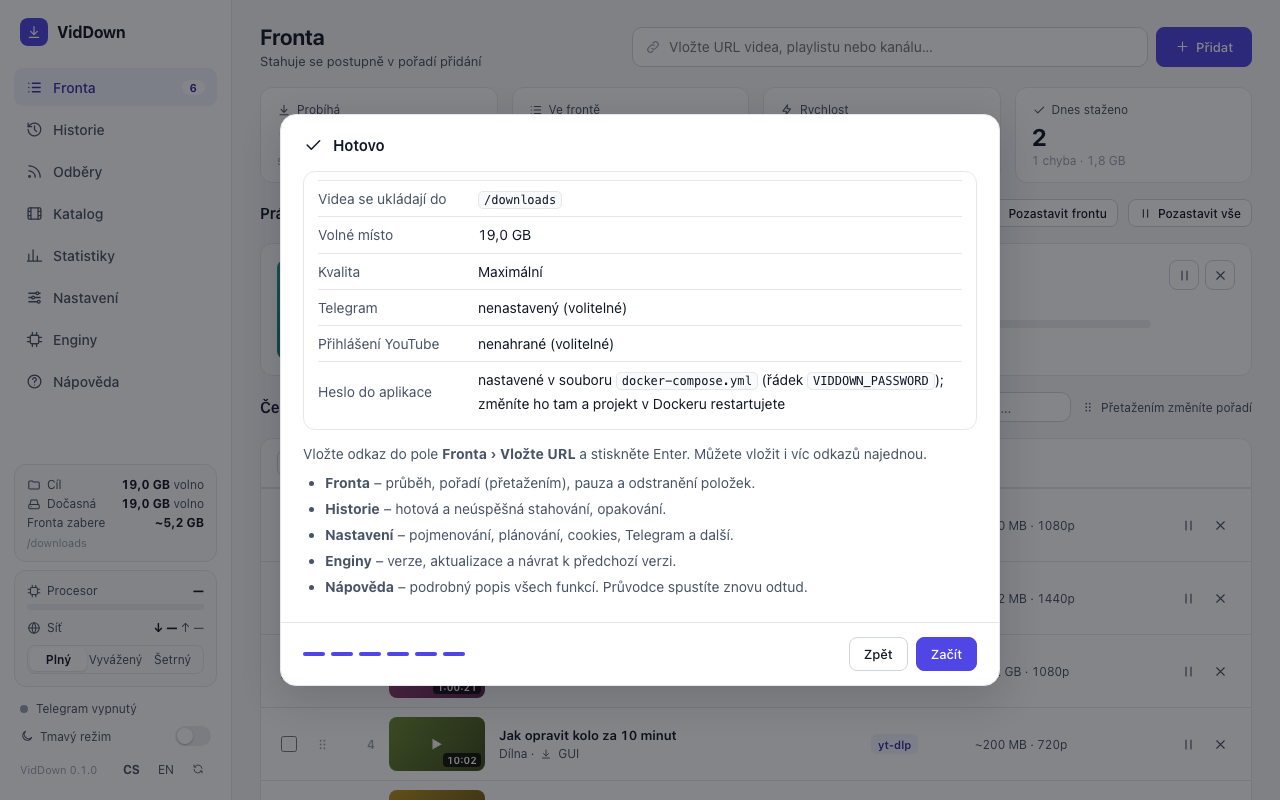 VidDown
Fronta
6
Historie
Odběry
Katalog
Statistiky
Nastavení
Enginy
Nápověda
Cíl 19,0 GB volno
Dočasná 19,0 GB volno
Fronta zabere ~5,2 GB
/downloads
Procesor –
Síť ↓ – ↑ –
Plný Vyvážený Šetrný
Telegram vypnutý
Tmavý režim
VidDown 0.1.0 CS EN
Fronta
Stahuje se postupně v pořadí přidání
Vložte URL videa, playlistu nebo kanálu...
+ Přidat
Probíhá
Ve frontě
Rychlost
Dnes staženo
2
1 chyba · 1,8 GB
Pozastavit frontu
Pozastavit vše
Hotovo
Videa se ukládají do /downloads
Volné místo 19,0 GB
Kvalita Maximální
Telegram nenastavený (volitelné)
Přihlášení YouTube nenahrané (volitelné)
Heslo do aplikace nastavené v souboru docker-compose.yml (řádek VIDDOWN_PASSWORD);
změníte ho tam a projekt v Dockeru restartujete
Vložte odkaz do pole Fronta › Vložte URL a stiskněte Enter. Můžete vložit i víc odkazů najednou.
• Fronta – průběh, pořadí (přetažením), pauza a odstranění položek.
• Historie – hotová a neúspěšná stahování, opakování.
• Nastavení – pojmenování, plánování, cookies, Telegram a další.
• Enginy – verze, aktualizace a návrat k předchozí verzi.
• Nápověda – podrobný popis všech funkcí. Průvodce spustíte znovu odtud.
Zpět
Začít
Přetažením změníte pořadí
MB · 1080p
MB · 1440p
GB · 1080p
1:00:21
4
10:02
Jak opravit kolo za 10 minut
Dílna · GUI
yt-dlp
~200 MB · 720p